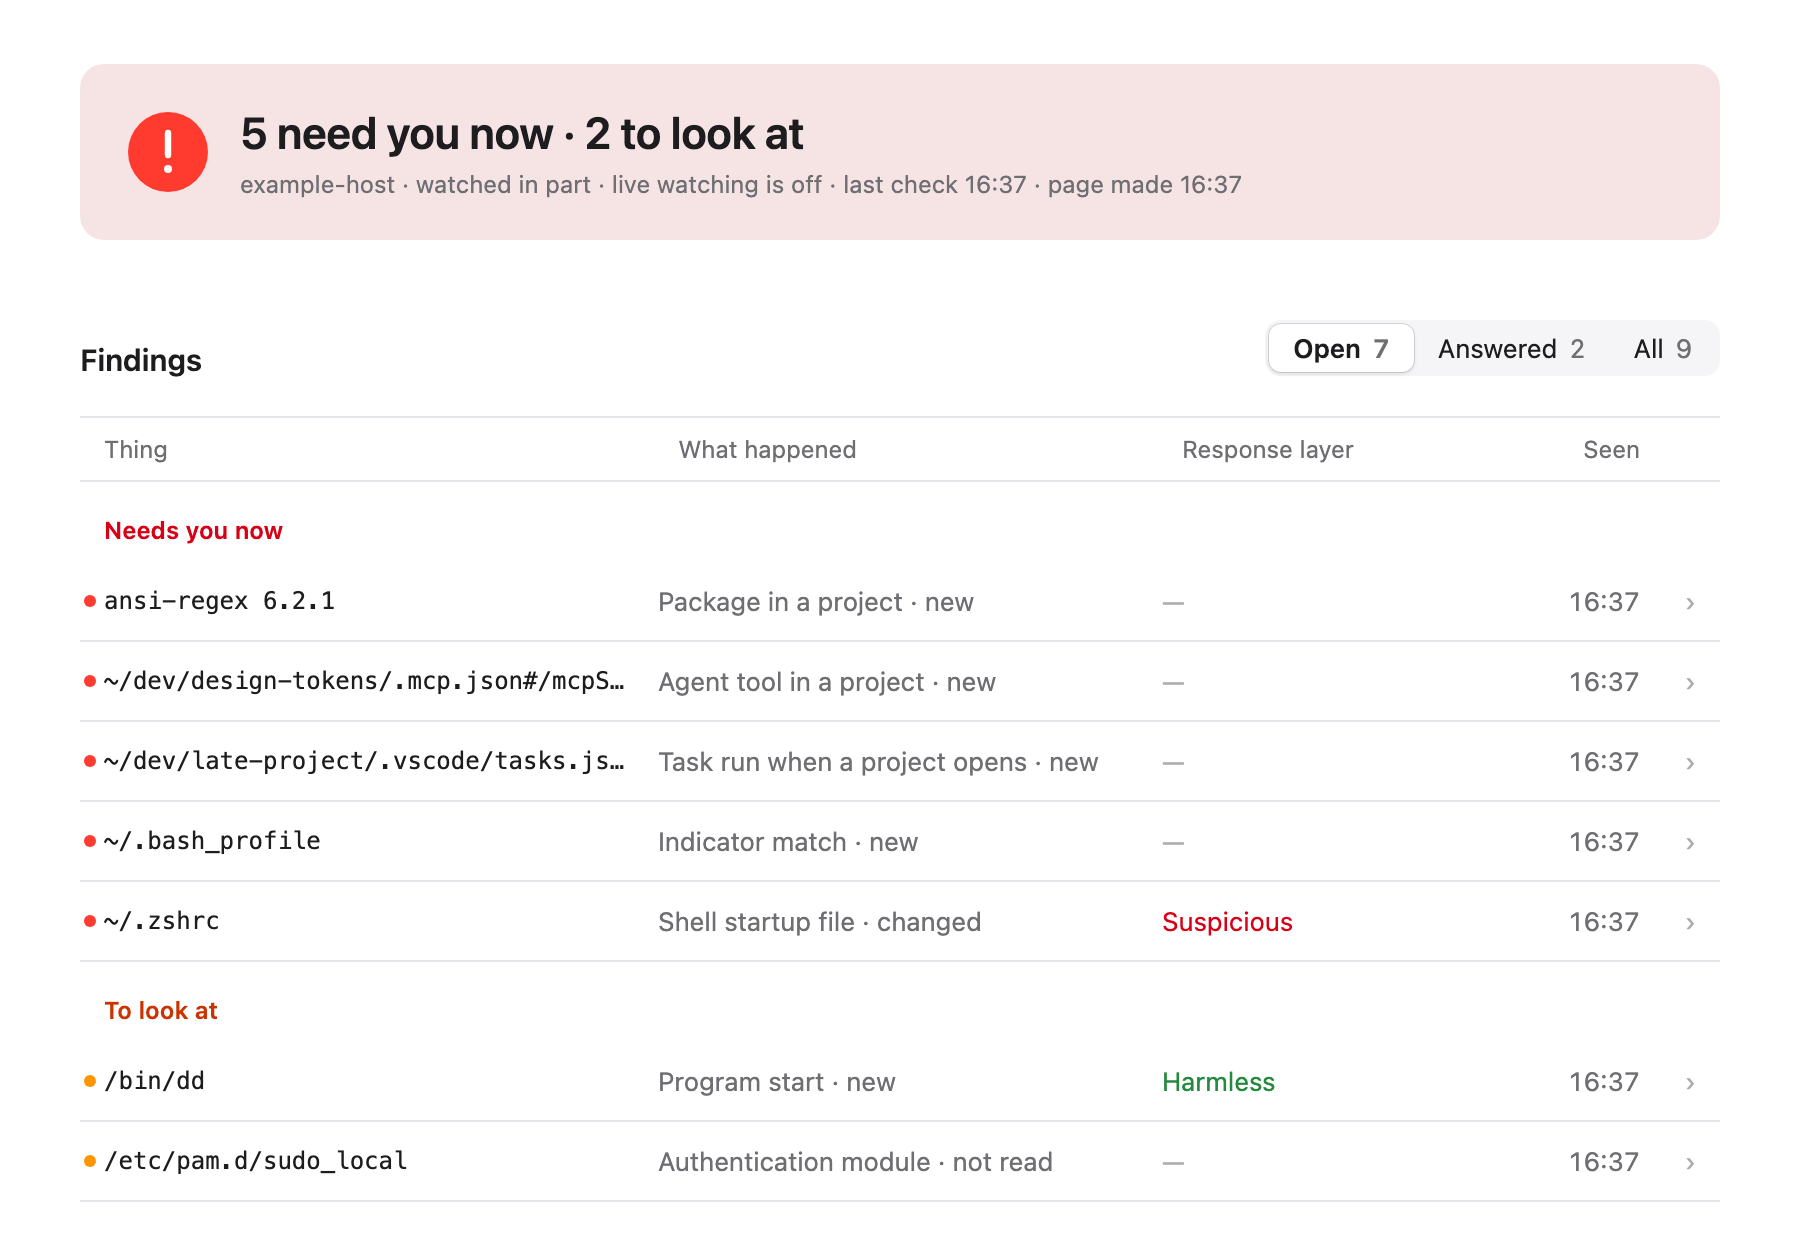 5 need you now · 2 to look at
example-host · watched in part · live watching is off · last check 16:37 · page made 16:37
Findings
Open 7 Answered 2 All 9
Thing What happened Response layer Seen
Needs you now
ansi-regex 6.2.1 Package in a project · new — 16:37 ›
~/dev/design-tokens/.mcp.json#/mcpS… Agent tool in a project · new — 16:37 ›
~/dev/late-project/.vscode/tasks.js… Task run when a project opens · new — 16:37 ›
~/.bash_profile Indicator match · new — 16:37 ›
~/.zshrc Shell startup file · changed Suspicious 16:37 ›
To look at
/bin/dd Program start · new Harmless 16:37 ›
/etc/pam.d/sudo_local Authentication module · not read — 16:37 ›